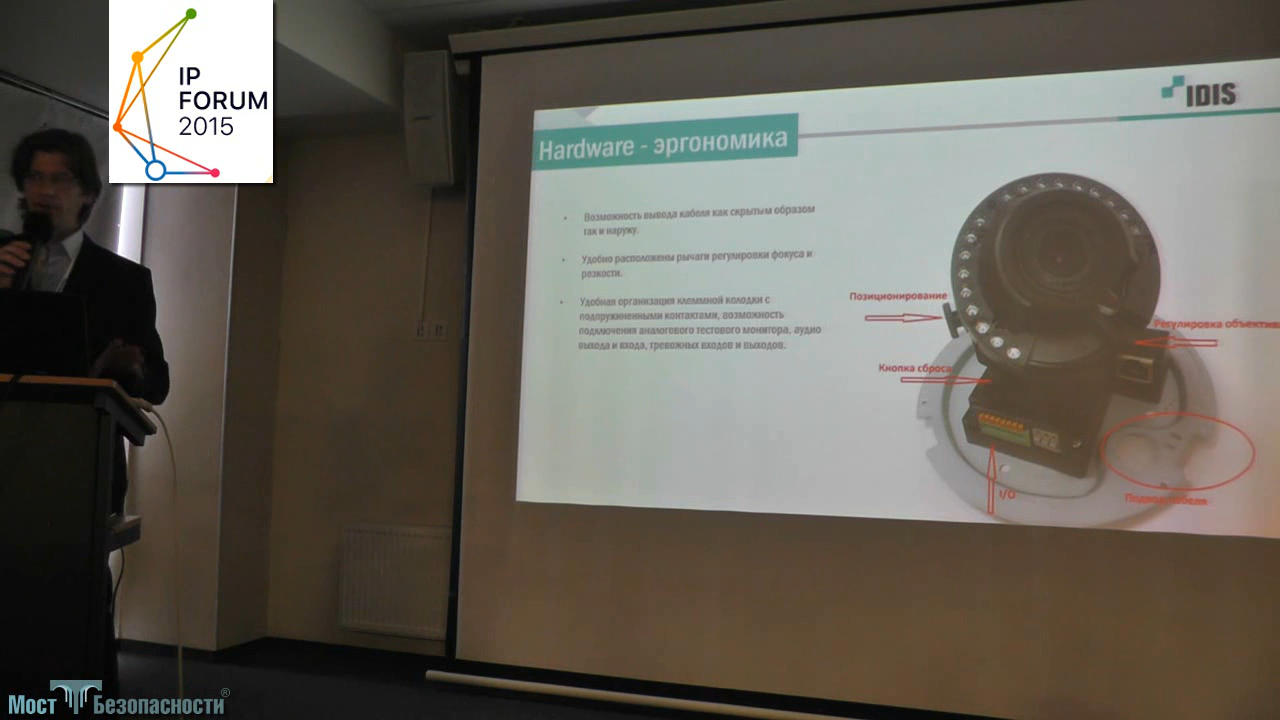 IP
FORUM
2015
IDIS
Hardware - эргономика
• Возможность вывода кабеля как скрытым образом
так и наружу.
• Удобно расположены рычаги регулировки фокуса и
резкости.
• Удобная организация клеммной колодки с
подпружиненными контактами, возможность
подключения аналогового тестового монитора, аудио
выхода и входа, тревожных входов и выходов.
Позиционирование
Регулировка объектива
Кнопка сброса
I/O
кабеля
Мост Безопасности®